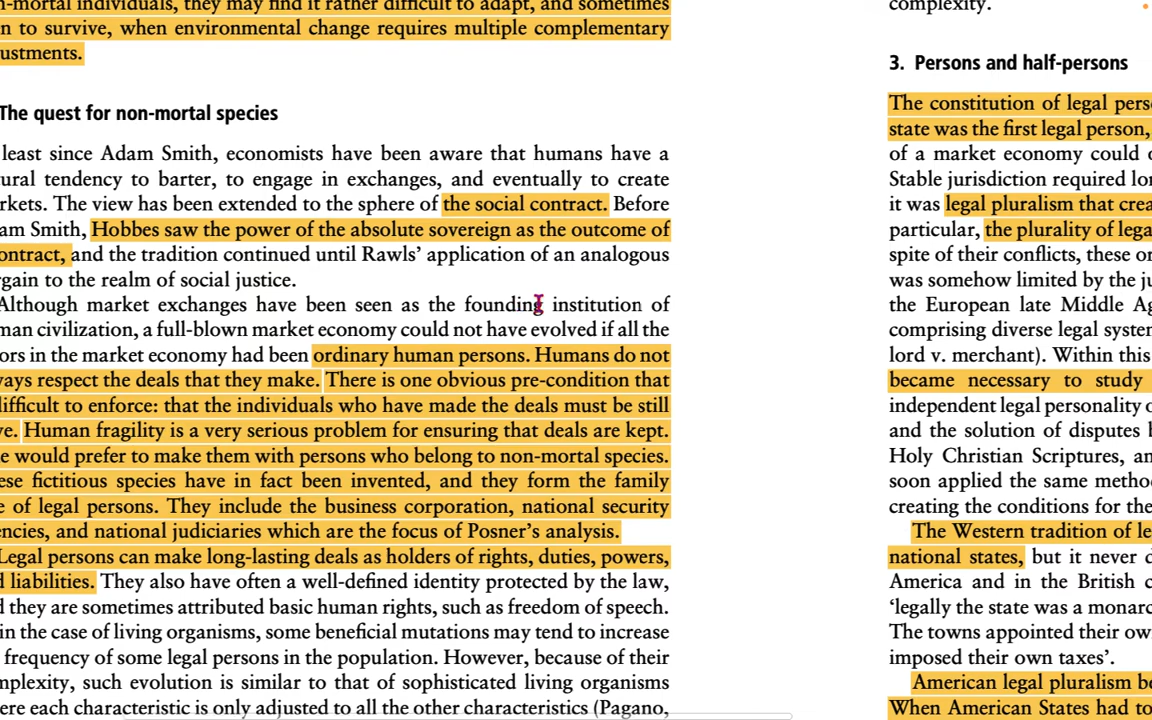 n-mortal individuals, they may find it rather difficult to adapt, and sometimes
n to survive, when environmental change requires multiple complementary
ustments.
The quest for non-mortal species
least since Adam Smith, economists have been aware that humans have a
ural tendency to barter, to engage in exchanges, and eventually to create
rkets. The view has been extended to the sphere of the social contract. Before
am Smith, Hobbes saw the power of the absolute sovereign as the outcome of
ontract, and the tradition continued until Rawls’ application of an analogous
rgain to the realm of social justice.
Although market exchanges have been seen as the founding institution of
man civilization, a full-blown market economy could not have evolved if all the
ors in the market economy had been ordinary human persons. Humans do not
ways respect the deals that they make. There is one obvious pre-condition that
difficult to enforce: that the individuals who have made the deals must be still
ve. Human fragility is a very serious problem for ensuring that deals are kept.
e would prefer to make them with persons who belong to non-mortal species.
ese fictitious species have in fact been invented, and they form the family
e of legal persons. They include the business corporation, national security
encies, and national judiciaries which are the focus of Posner’s analysis.
Legal persons can make long-lasting deals as holders of rights, duties, powers,
d liabilities. They also have often a well-defined identity protected by the law,
d they are sometimes attributed basic human rights, such as freedom of speech.
in the case of living organisms, some beneficial mutations may tend to increase
frequency of some legal persons in the population. However, because of their
mplexity, such evolution is similar to that of sophisticated living organisms
ere each characteristic is only adjusted to all the other characteristics (Pagano,
complexity.
3. Persons and half-persons
The constitution of legal perso
state was the first legal person,
of a market economy could
Stable jurisdiction required lon
it was legal pluralism that crea
particular, the plurality of lega
spite of their conflicts, these or
was somehow limited by the ju
the European late Middle Ag
comprising diverse legal system
lord v. merchant). Within this
became necessary to study
independent legal personality o
and the solution of disputes b
Holy Christian Scriptures, an
soon applied the same metho
creating the conditions for the
The Western tradition of le
national states, but it never d
America and in the British c
‘legally the state was a monarc
The towns appointed their ow
imposed their own taxes’.
American legal pluralism be
When American States had to